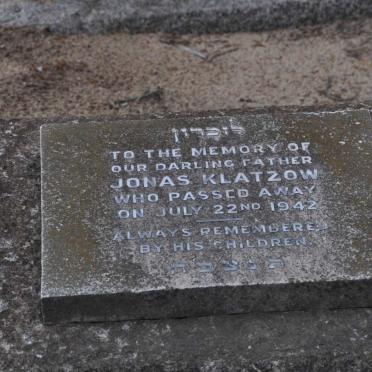 לזכרון
TO THE MEMORY OF
OUR DARLING FATHER
JONAS KLATZOW
WHO PASSED AWAY
ON JULY 22ND 1942
ALWAYS REMEMBERED
BY HIS CHILDREN.
ת נ צ ב ה